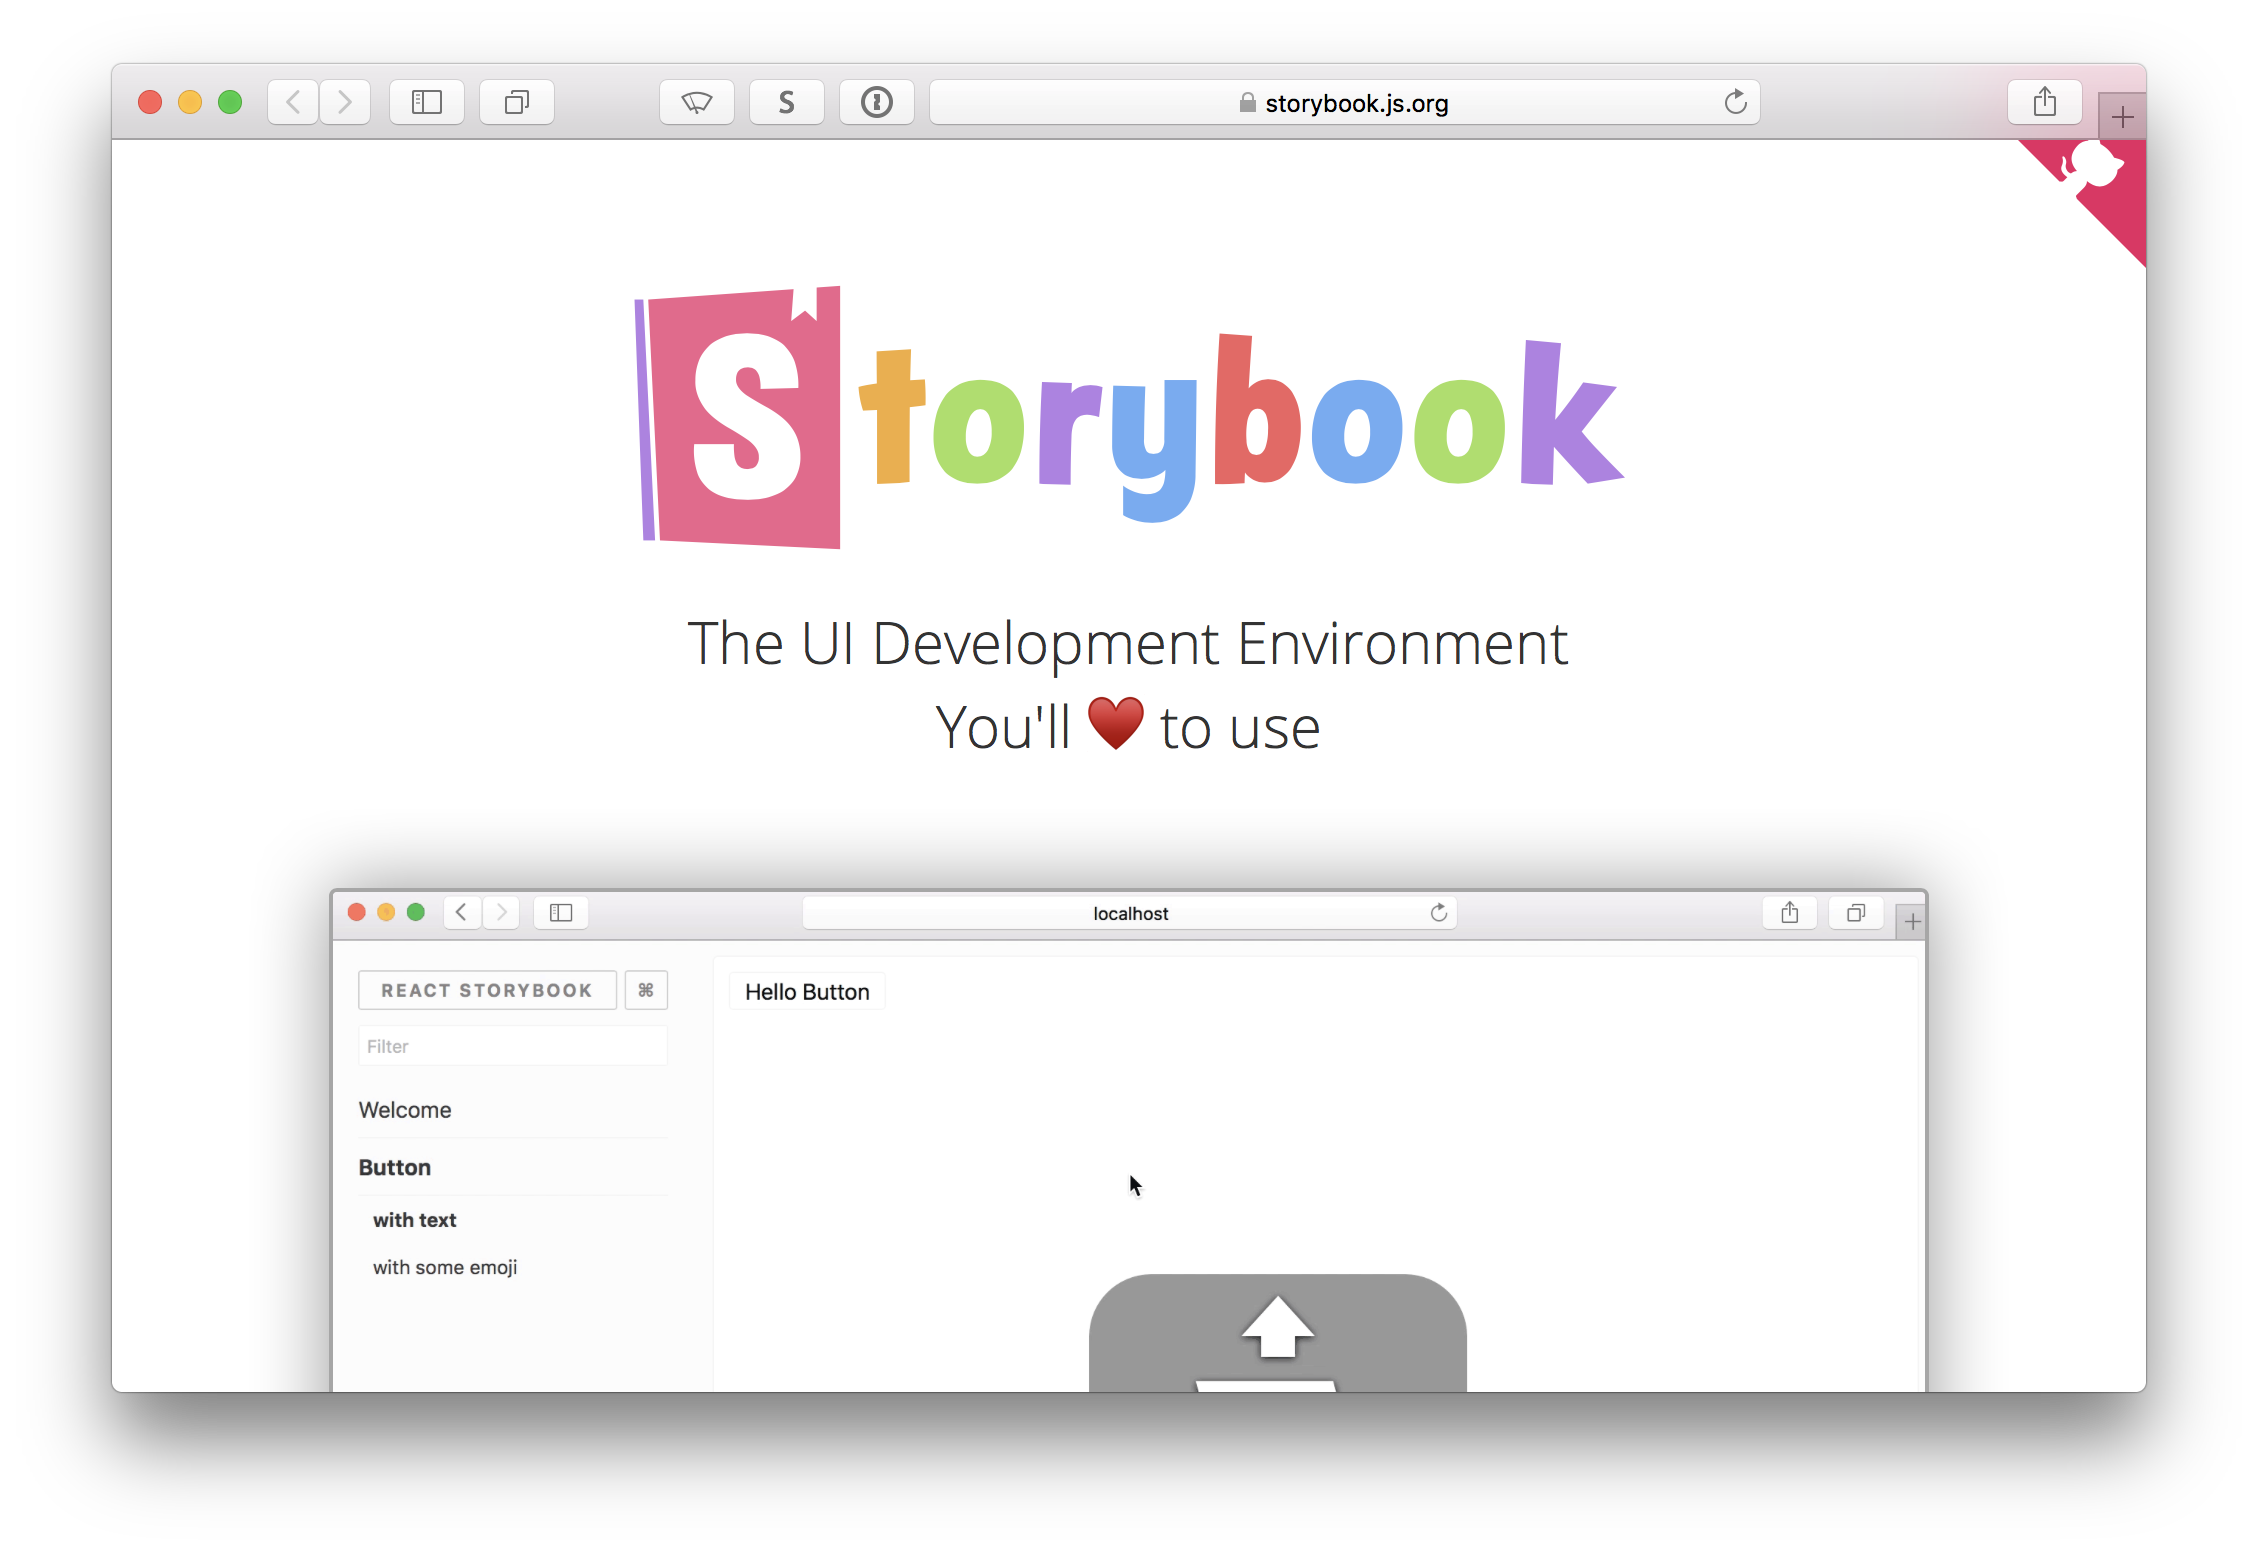 S
storybook.js.org
Storybook
The UI Development Environment
You'll ❤ to use
localhost
REACT STORYBOOK ⌘
Hello Button
Filter
Welcome
Button
with text
with some emoji